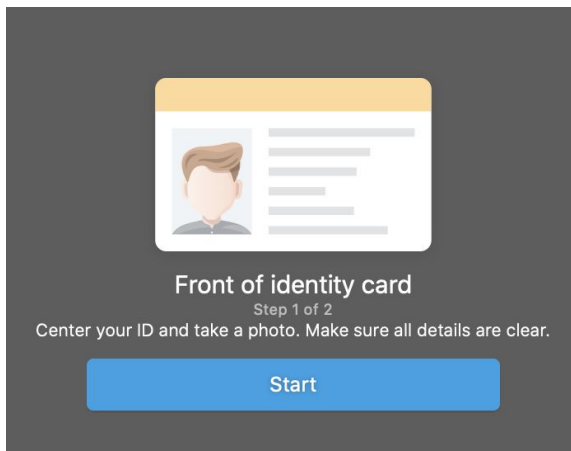 Front of identity card
Step 1 of 2
Center your ID and take a photo. Make sure all details are clear.
Start